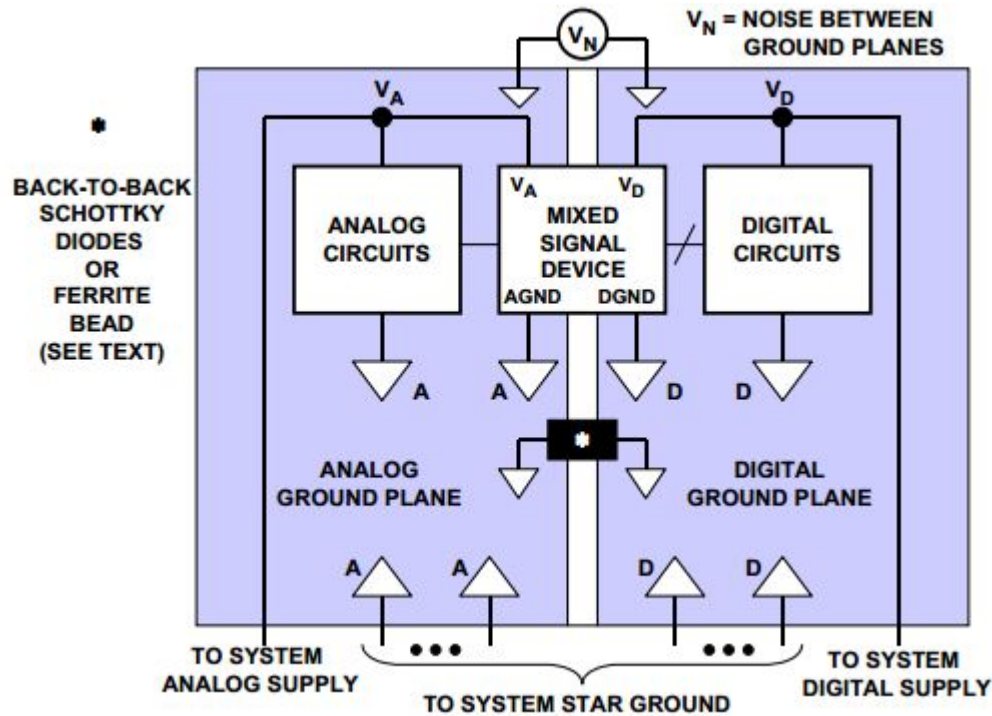 V_N
V_N = NOISE BETWEEN
GROUND PLANES
V_A
V_D
*
BACK-TO-BACK
SCHOTTKY
DIODES
OR
FERRITE
BEAD
(SEE TEXT)
ANALOG
CIRCUITS
V_A V_D
MIXED
SIGNAL
DEVICE
AGND DGND
DIGITAL
CIRCUITS
A A D D
*
ANALOG
GROUND PLANE
DIGITAL
GROUND PLANE
A A D D
TO SYSTEM
ANALOG SUPPLY
TO SYSTEM STAR GROUND
TO SYSTEM
DIGITAL SUPPLY